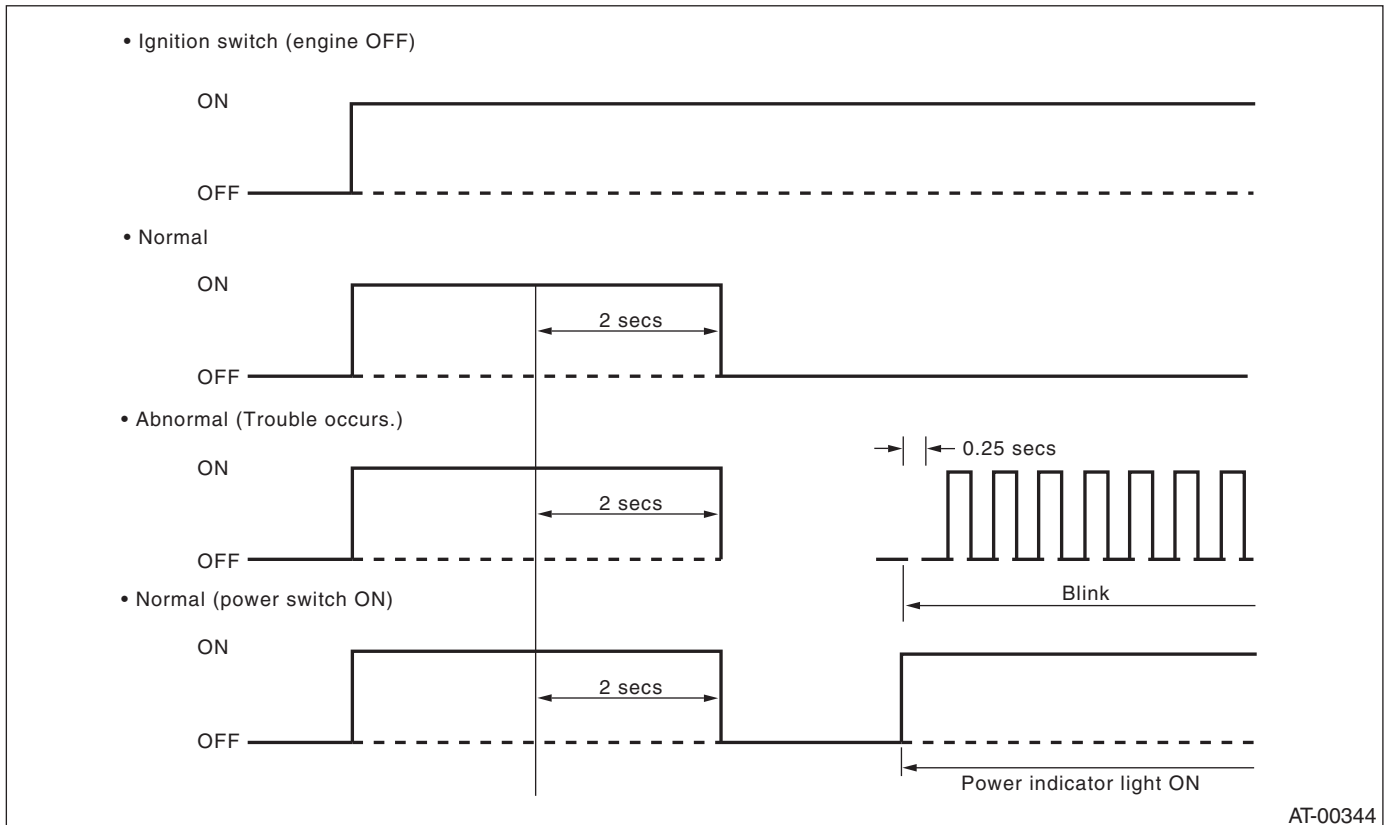 • Ignition switch (engine OFF)
ON
OFF
• Normal
ON
2 secs
OFF
• Abnormal (Trouble occurs.)
ON
0.25 secs
2 secs
OFF
Blink
• Normal (power switch ON)
ON
2 secs
OFF
Power indicator light ON
AT-00344